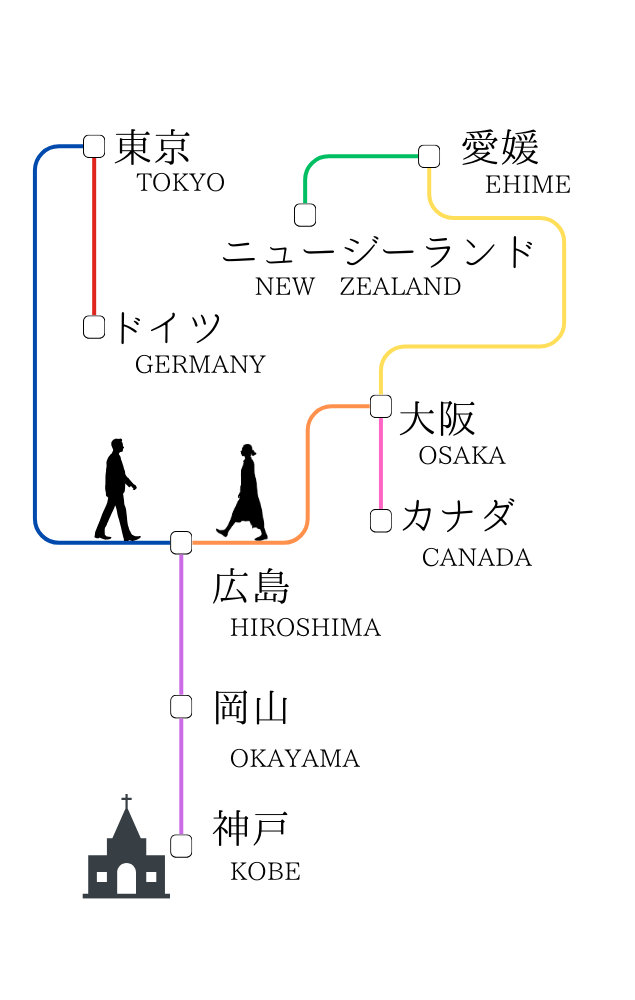 東京
TOKYO
愛媛
EHIME
ニュージーランド
NEW ZEALAND
ドイツ
GERMANY
大阪
OSAKA
カナダ
CANADA
広島
HIROSHIMA
岡山
OKAYAMA
神戸
KOBE